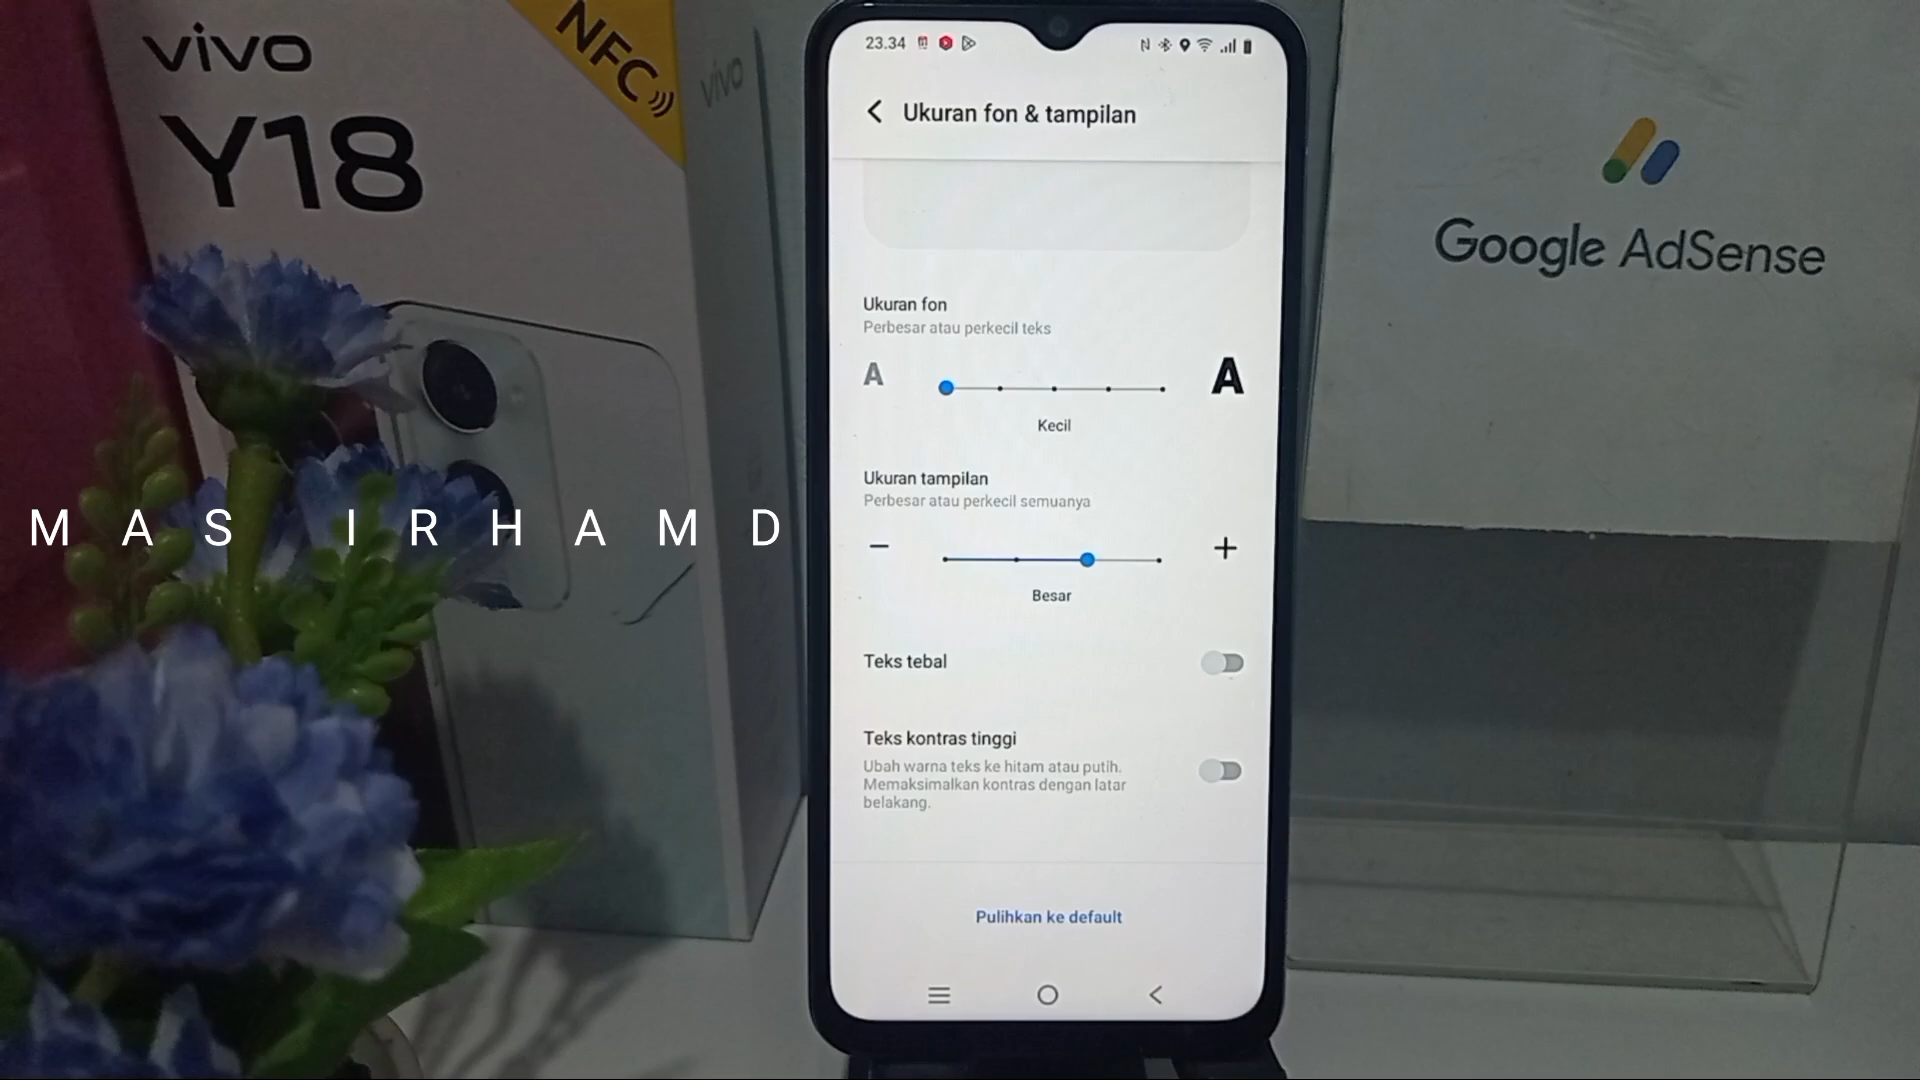 vivo
Y18
NFC
vivo
23.34
Ukuran fon & tampilan
Ukuran fon
Perbesar atau perkecil teks
A
A
Kecil
Ukuran tampilan
Perbesar atau perkecil semuanya
Besar
Teks tebal
Teks kontras tinggi
Ubah warna teks ke hitam atau putih.
Memaksimalkan kontras dengan latar
belakang.
Pulihkan ke default
Google AdSense
MAS IRHAMD